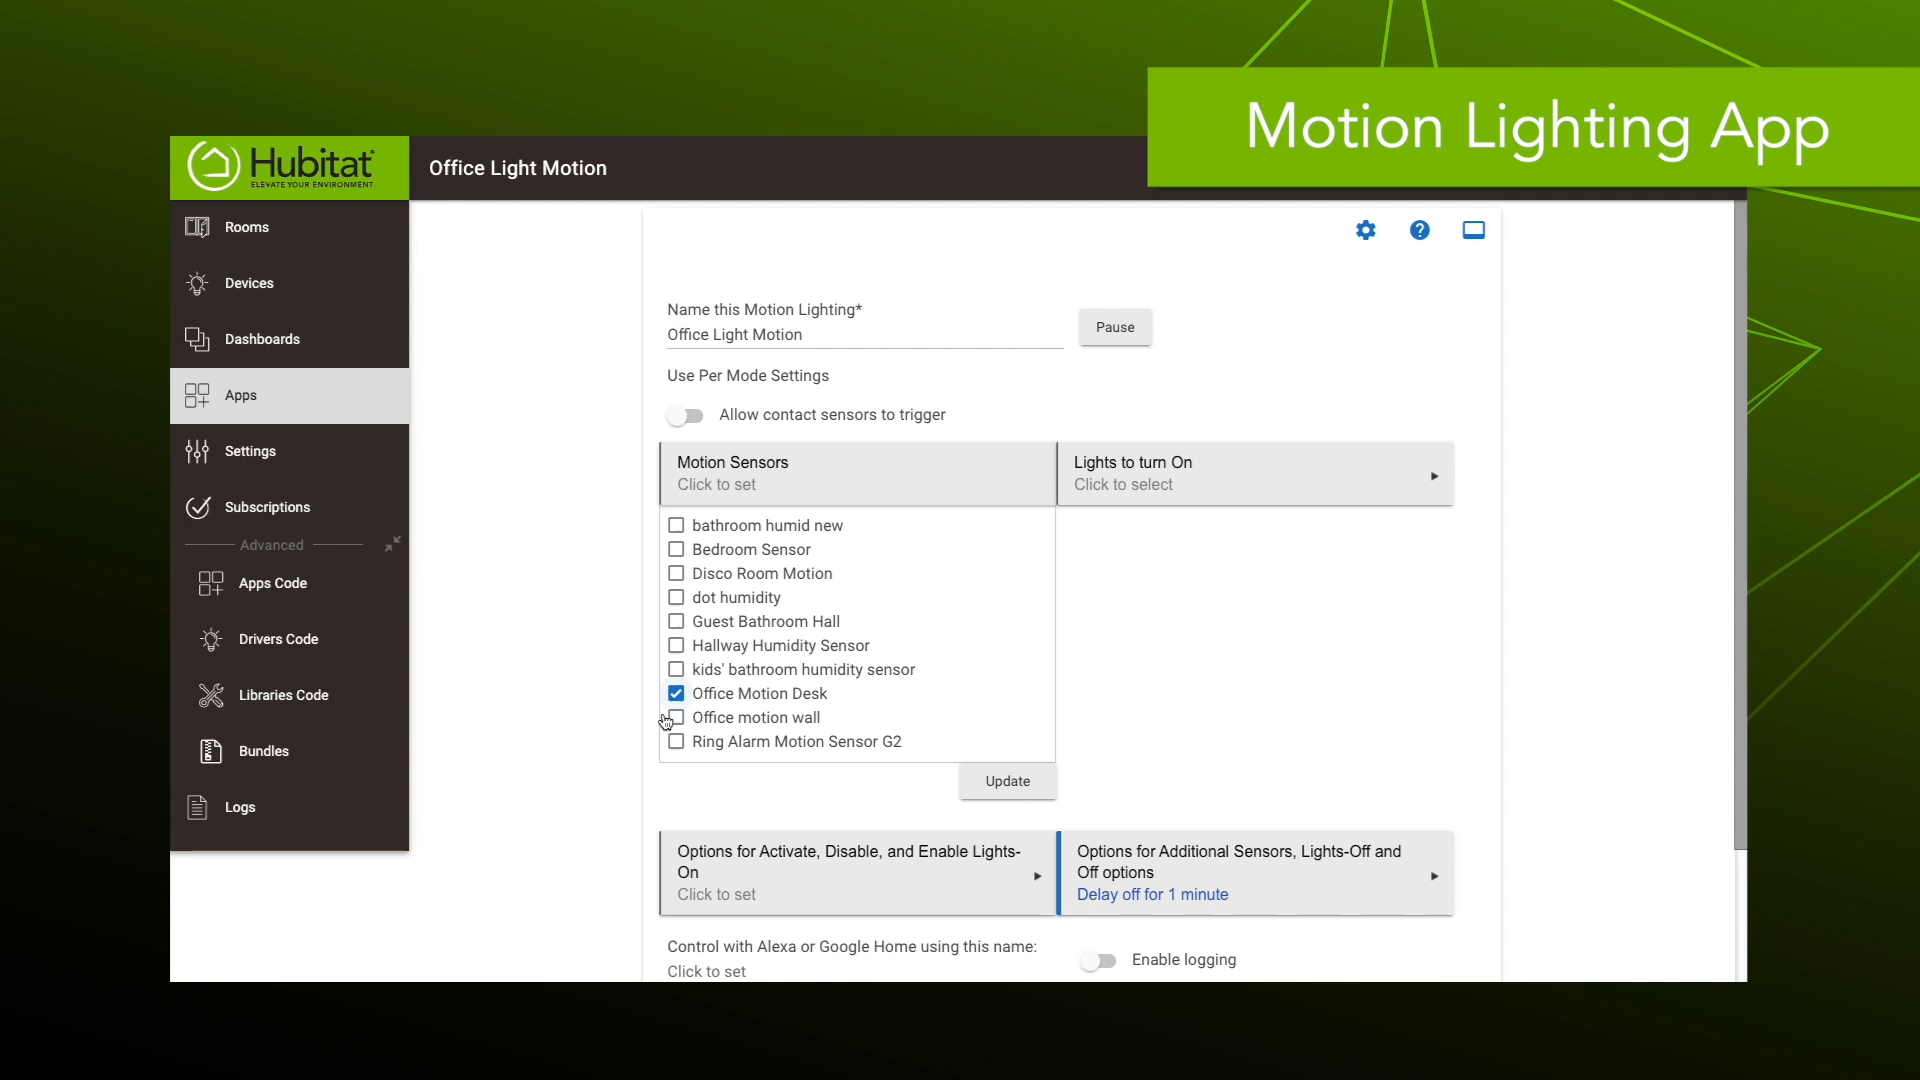 Motion Lighting App
Hubitat
ELEVATE YOUR ENVIRONMENT
Office Light Motion
Rooms
Devices
Dashboards
Apps
Settings
Subscriptions
Advanced
Apps Code
Drivers Code
Libraries Code
Bundles
Logs
Name this Motion Lighting*
Office Light Motion
Pause
Use Per Mode Settings
Allow contact sensors to trigger
Motion Sensors
Click to set
Lights to turn On
Click to select
bathroom humid new
Bedroom Sensor
Disco Room Motion
dot humidity
Guest Bathroom Hall
Hallway Humidity Sensor
kids' bathroom humidity sensor
Office Motion Desk
Office motion wall
Ring Alarm Motion Sensor G2
Update
Options for Activate, Disable, and Enable Lights-
On
Click to set
Options for Additional Sensors, Lights-Off and
Off options
Delay off for 1 minute
Control with Alexa or Google Home using this name:
Click to set
Enable logging